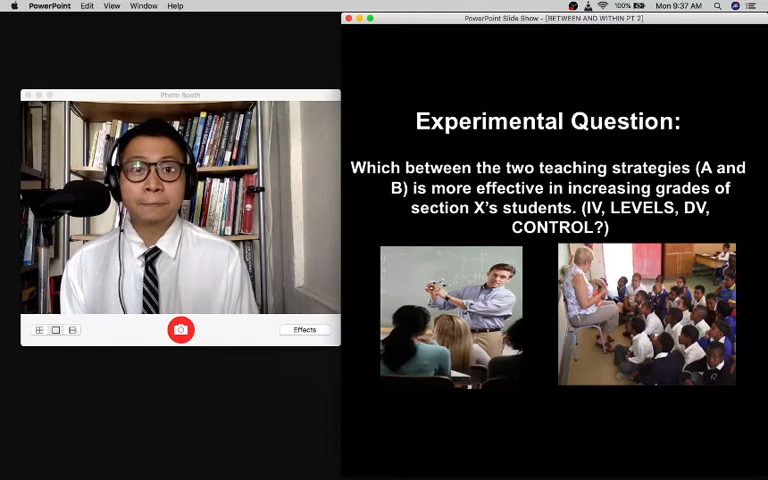 PowerPoint Edit View Window Help
100% Mon 9:37 AM
PowerPoint Slide Show - [BETWEEN AND WITHIN PT 2]
Photo Booth
Experimental Question:
Which between the two teaching strategies (A and
B) is more effective in increasing grades of
section X's students. (IV, LEVELS, DV,
CONTROL?)
Effects